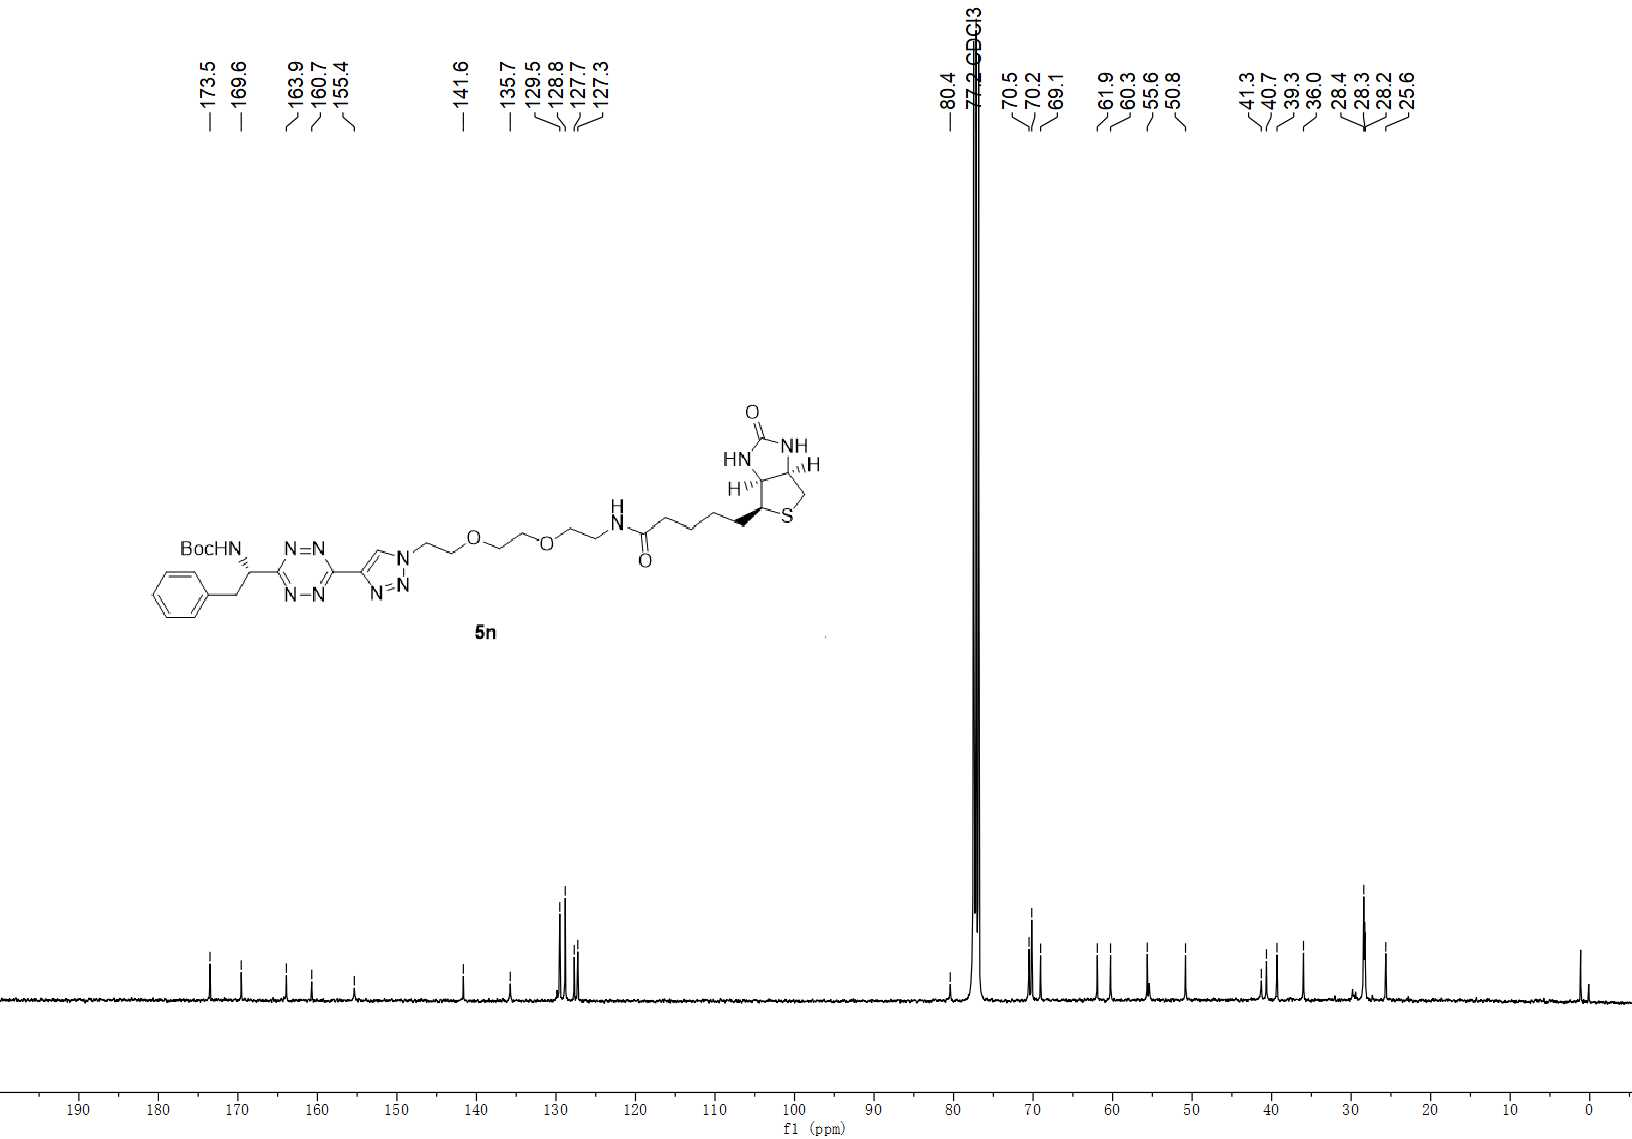 173.5
169.6
163.9
160.7
155.4
141.6
135.7
129.5
128.8
127.7
127.3
80.4
77.2 CDCl3
70.5
70.2
69.1
61.9
60.3
55.6
50.8
41.3
40.7
39.3
36.0
28.4
28.3
28.2
25.6
O
HN
NH
H
H
S
H
N
O
O
O
BocHN
N=N
N
N
N
N
N=N
5n
190 180 170 160 150 140 130 120 110 100 90 80 70 60 50 40 30 20 10 0
f1 (ppm)